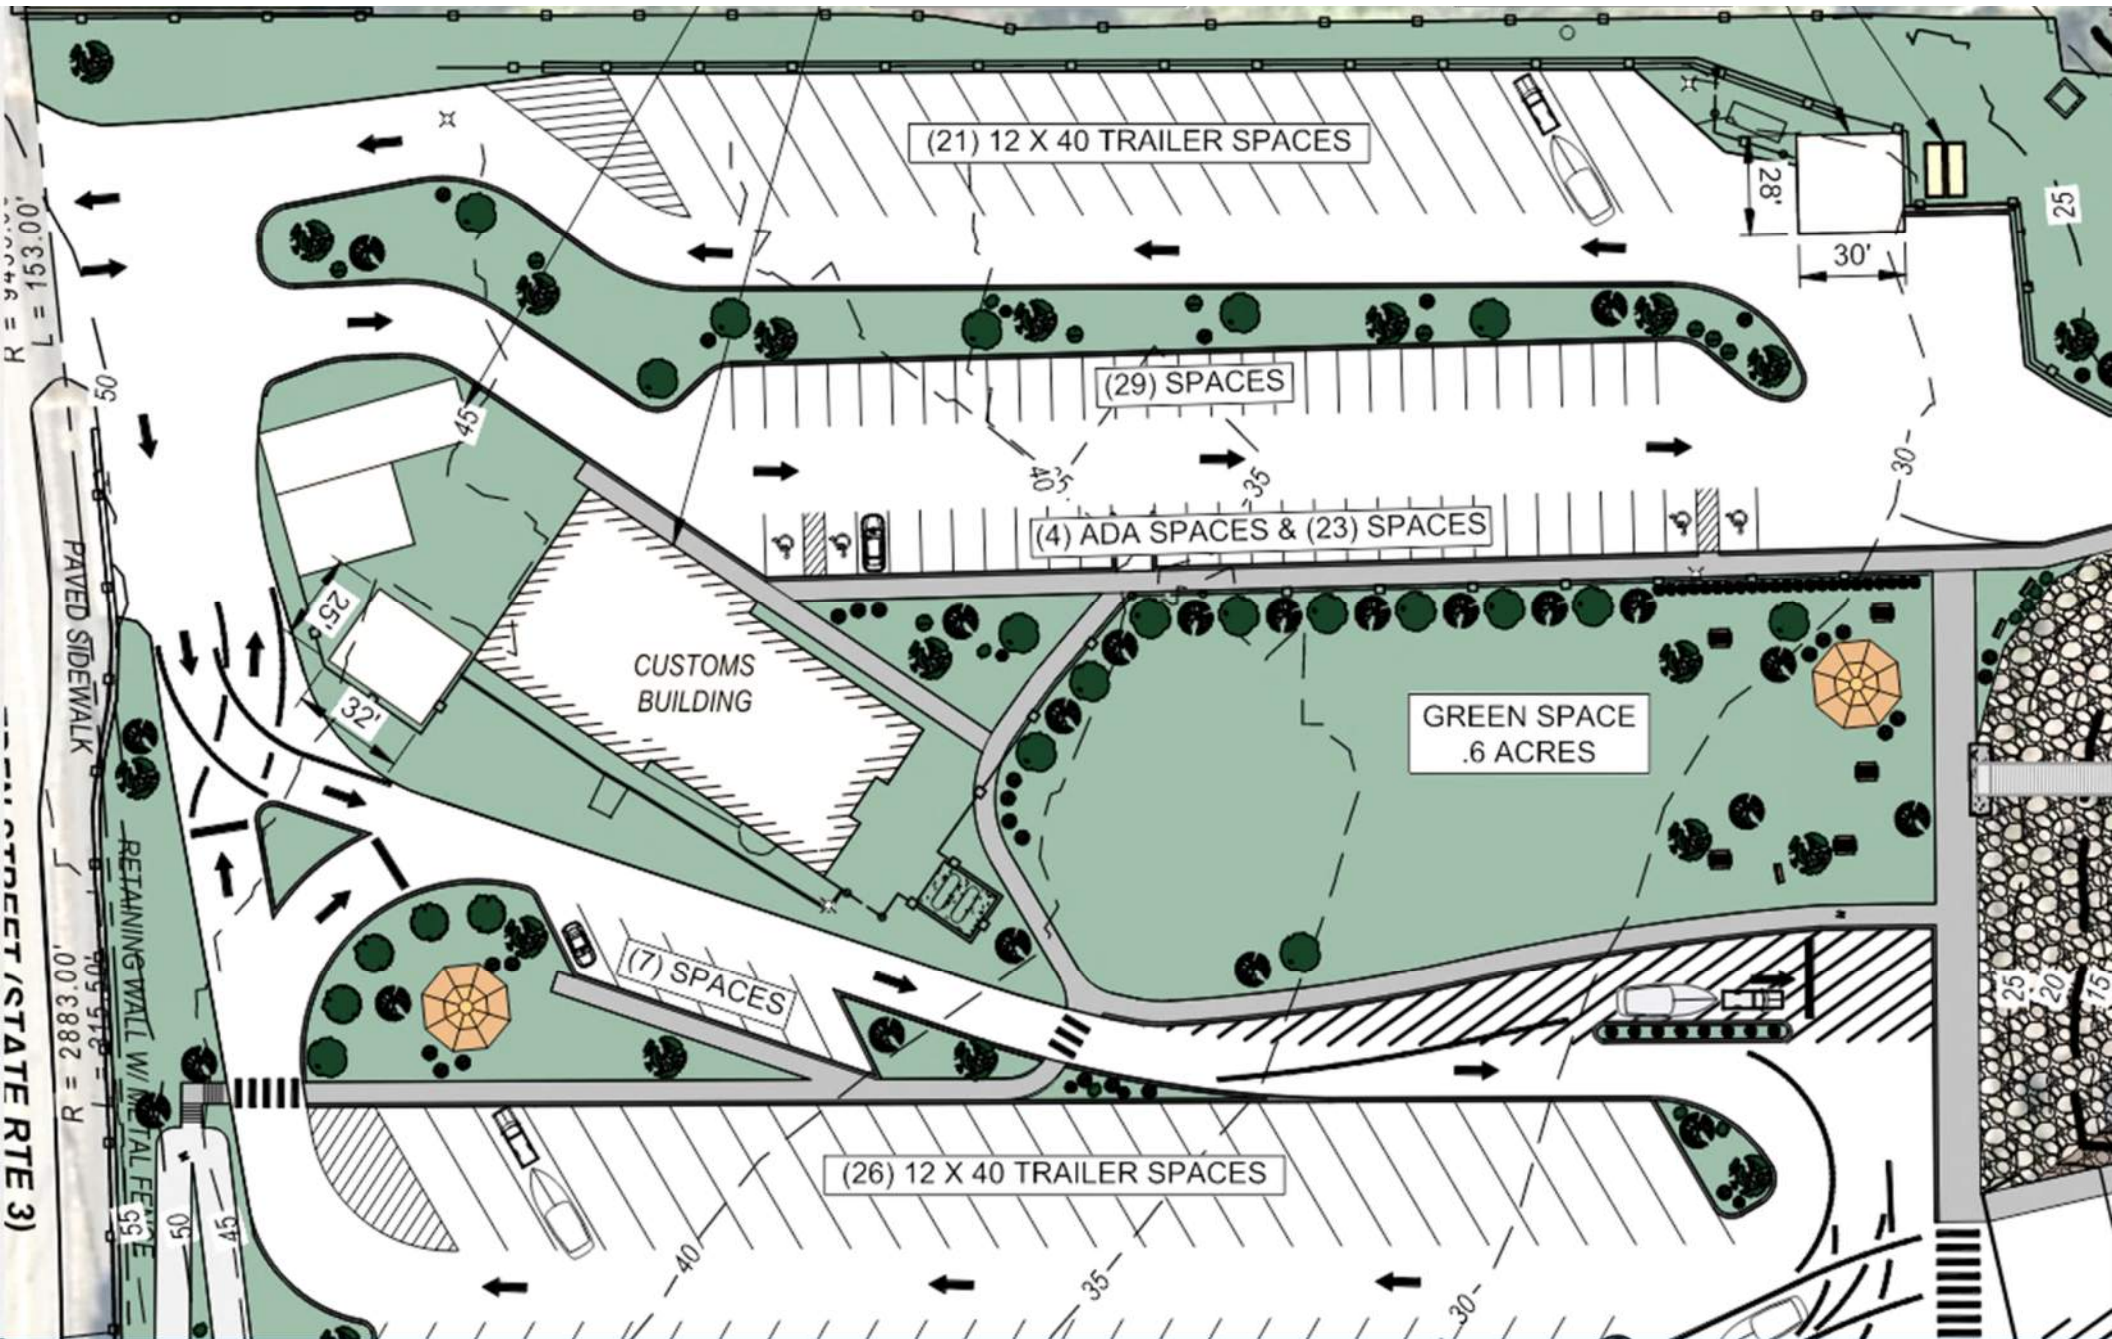 (21) 12 X 40 TRAILER SPACES
28'
30'
25
L = 153.00'
50
(29) SPACES
45
40
35
35
30
(4) ADA SPACES & (23) SPACES
PAVED SIDEWALK
25'
32'
CUSTOMS
BUILDING
GREEN SPACE
.6 ACRES
RETAINING WALL W/ METAL FENCE
R = 2883.00'
(STATE RTE 3)
(7) SPACES
25
20
15
(26) 12 X 40 TRAILER SPACES
55
50
45
40
35
30